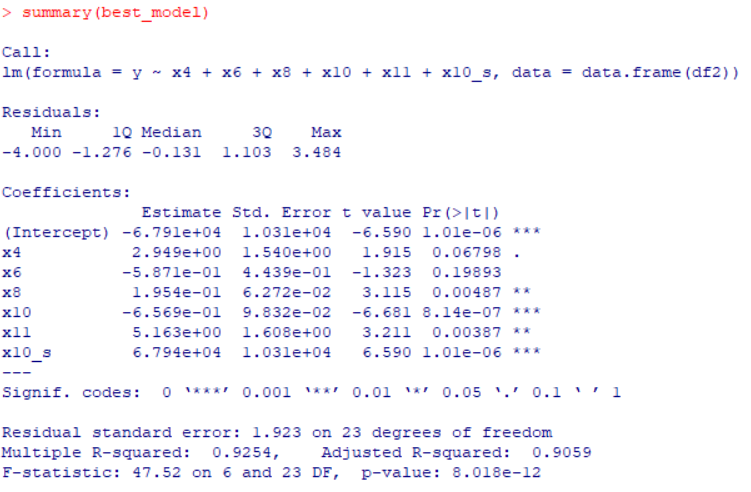 > summary(best_model)
Call:
lm(formula = y ~ x4 + x6 + x8 + x10 + x11 + x10_s, data = data.frame(df2))
Residuals:
    Min      1Q  Median      3Q     Max
-4.000 -1.276 -0.131  1.103  3.484
Coefficients:
              Estimate Std. Error t value Pr(>|t|)
(Intercept) -6.791e+04  1.031e+04  -6.590 1.01e-06 ***
x4           2.949e+00  1.540e+00   1.915  0.06798 .
x6          -5.871e-01  4.439e-01  -1.323  0.19893
x8           1.954e-01  6.272e-02   3.115  0.00487 **
x10         -6.569e-01  9.832e-02  -6.681 8.14e-07 ***
x11          5.163e+00  1.608e+00   3.211  0.00387 **
x10_s        6.794e+04  1.031e+04   6.590 1.01e-06 ***
---
Signif. codes:  0 ‘***’ 0.001 ‘**’ 0.01 ‘*’ 0.05 ‘.’ 0.1 ‘ ’ 1
Residual standard error: 1.923 on 23 degrees of freedom
Multiple R-squared:  0.9254,    Adjusted R-squared:  0.9059
F-statistic: 47.52 on 6 and 23 DF,  p-value: 8.018e-12